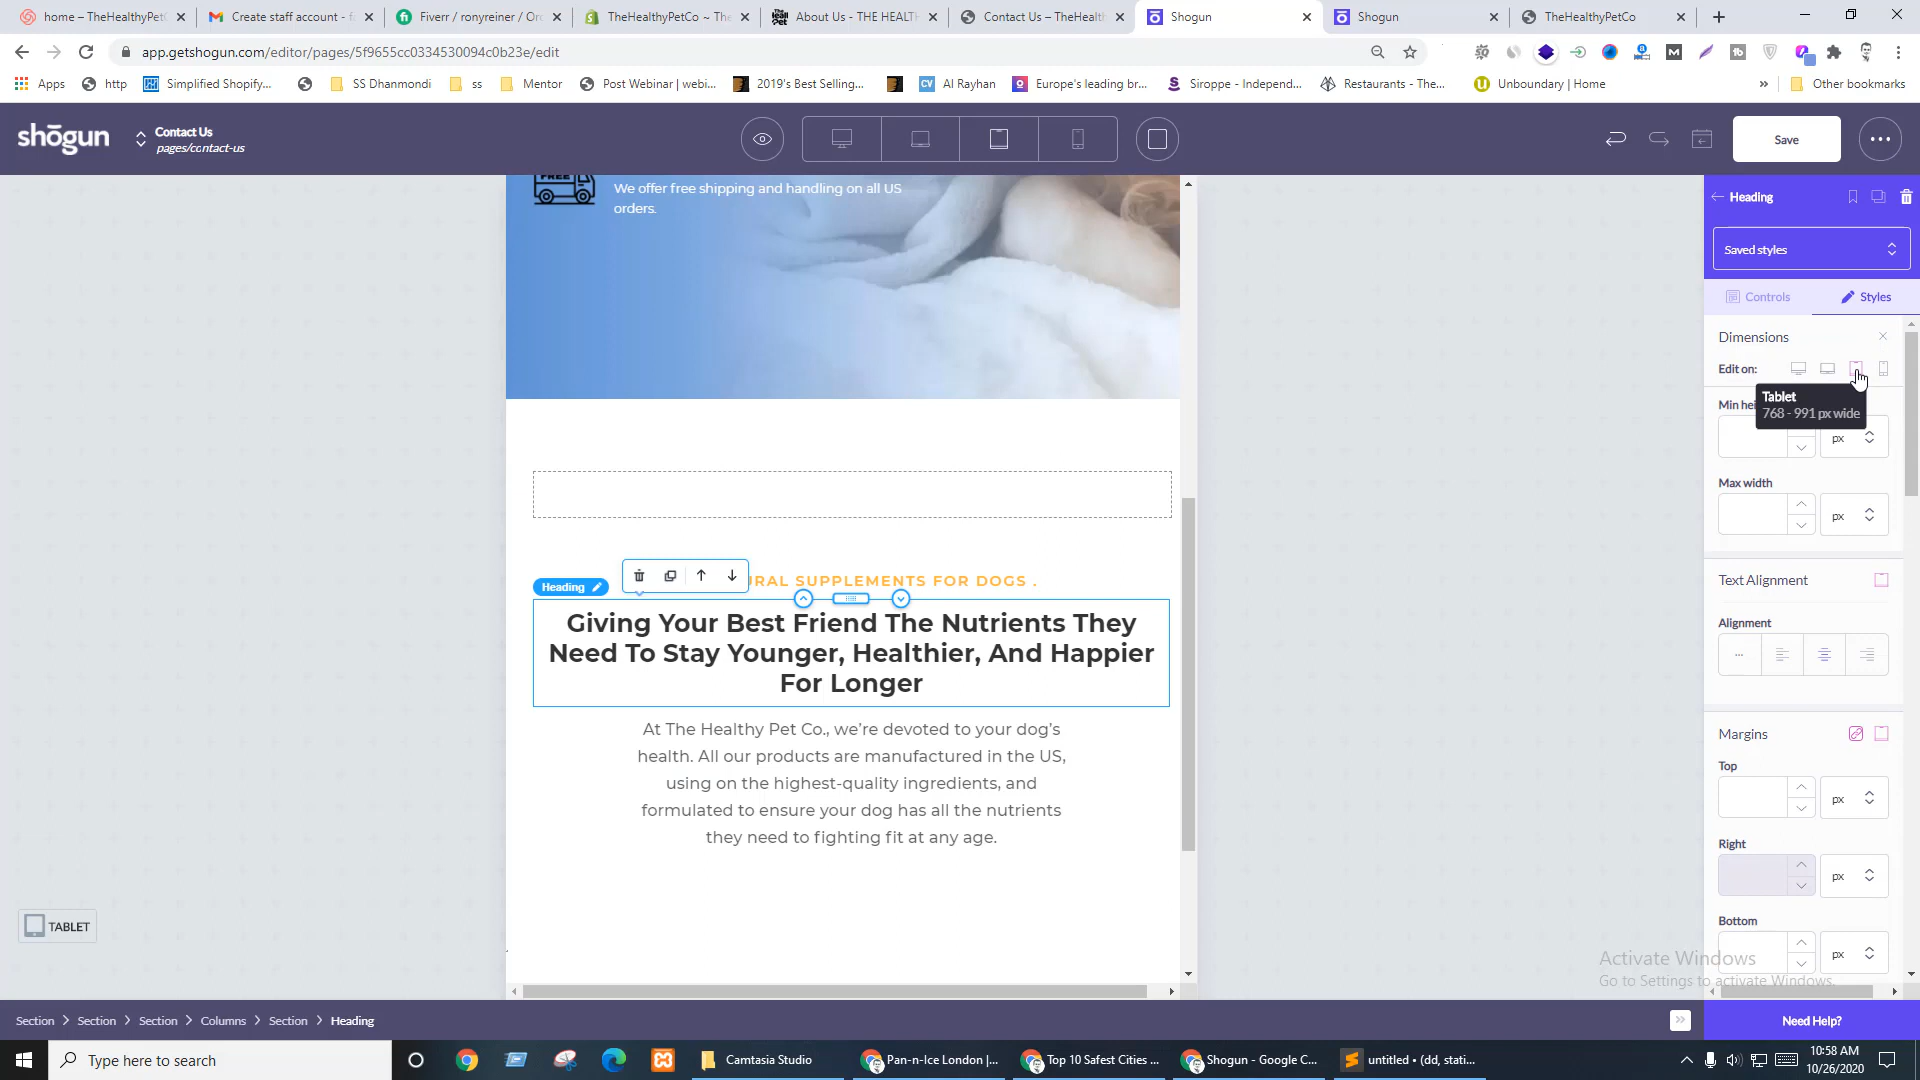 home – TheHealthyPet
Create staff account - f
Fiverr / ronyreiner / Or
TheHealthyPetCo ~ The
About Us - THE HEALT
Contact Us – TheHealth
Shogun
Shogun
TheHealthyPetCo
app.getshogun.com/editor/pages/5f9655cc0334530094c0b23e/edit
Apps
http
Simplified Shopify...
SS Dhanmondi
ss
Mentor
Post Webinar (webi...
2019's Best Selling...
CV
Al Rayhan
Europe's leading br...
Siroppe - Independ...
Restaurants - The...
Unboundary | Home
»
Other bookmarks
shōgun
Contact Us
pages/contact-us
Save
FREE
We offer free shipping and handling on all US
orders.
URAL SUPPLEMENTS FOR DOGS .
Heading
Giving Your Best Friend The Nutrients They
Need To Stay Younger, Healthier, And Happier
For Longer
At The Healthy Pet Co., we’re devoted to your dog’s
health. All our products are manufactured in the US,
using on the highest-quality ingredients, and
formulated to ensure your dog has all the nutrients
they need to fighting fit at any age.
TABLET
Heading
Saved styles
Controls
Styles
Dimensions
Edit on:
Tablet
768 - 991 px wide
Min hei
px
Max width
px
Text Alignment
Alignment
Margins
Top
px
Right
px
Bottom
px
Activate Windows
Go to Settings to activate Windows.
Section
Section
Section
Columns
Section
Heading
Need Help?
Type here to search
Camtasia Studio
Pan-n-Ice London |...
Top 10 Safest Cities ...
Shogun - Google C...
untitled • (dd, stati...
10:58 AM
10/26/2020